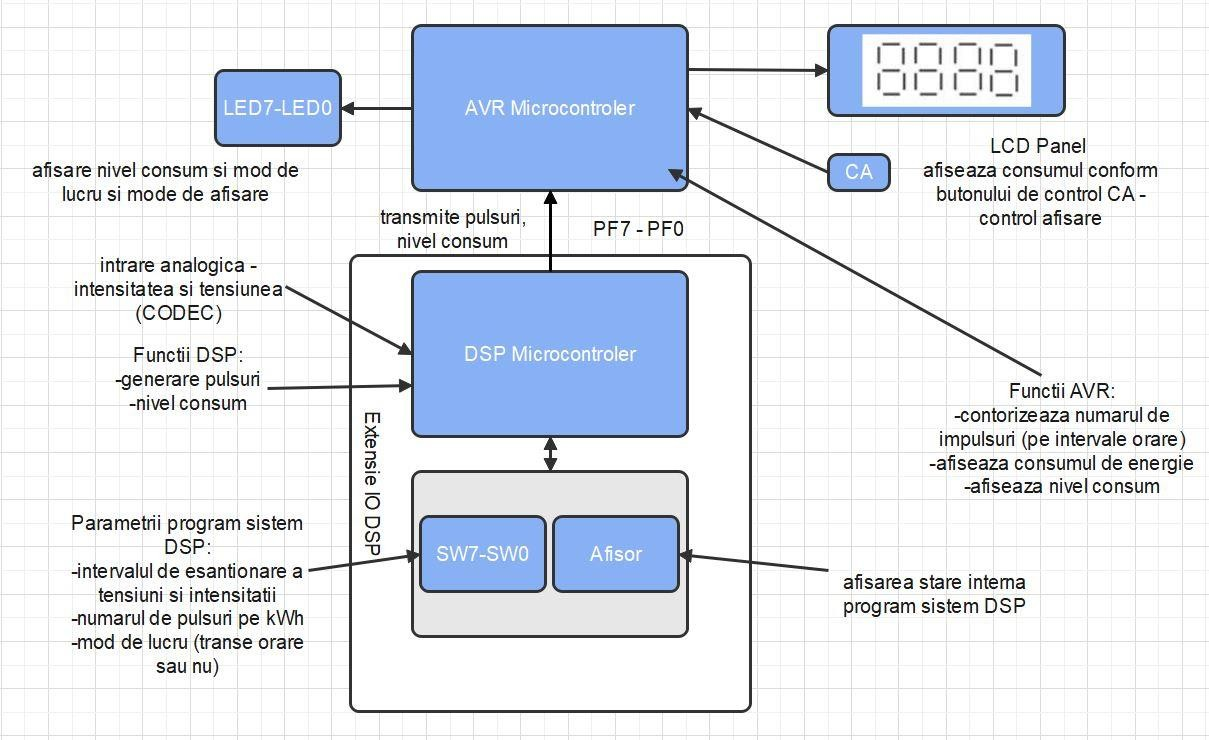 AVR Microcontroler
LED7-LED0
afisare nivel consum si mod de
lucru si mode de afisare
CA
LCD Panel
afiseaza consumul conform
butonului de control CA -
control afisare
transmite pulsuri,
nivel consum
PF7 - PF0
intrare analogica -
intensitatea si tensiunea
(CODEC)
Functii DSP:
-generare pulsuri
-nivel consum
DSP Microcontroler
Functii AVR:
-contorizeaza numarul de
impulsuri (pe intervale orare)
-afiseaza consumul de energie
-afiseaza nivel consum
Extensie IO DSP
Parametrii program sistem
DSP:
-intervalul de esantionare a
tensiuni si intensitatii
-numarul de pulsuri pe kWh
-mod de lucru (transe orare
sau nu)
SW7-SW0
Afisor
afisarea stare interna
program sistem DSP